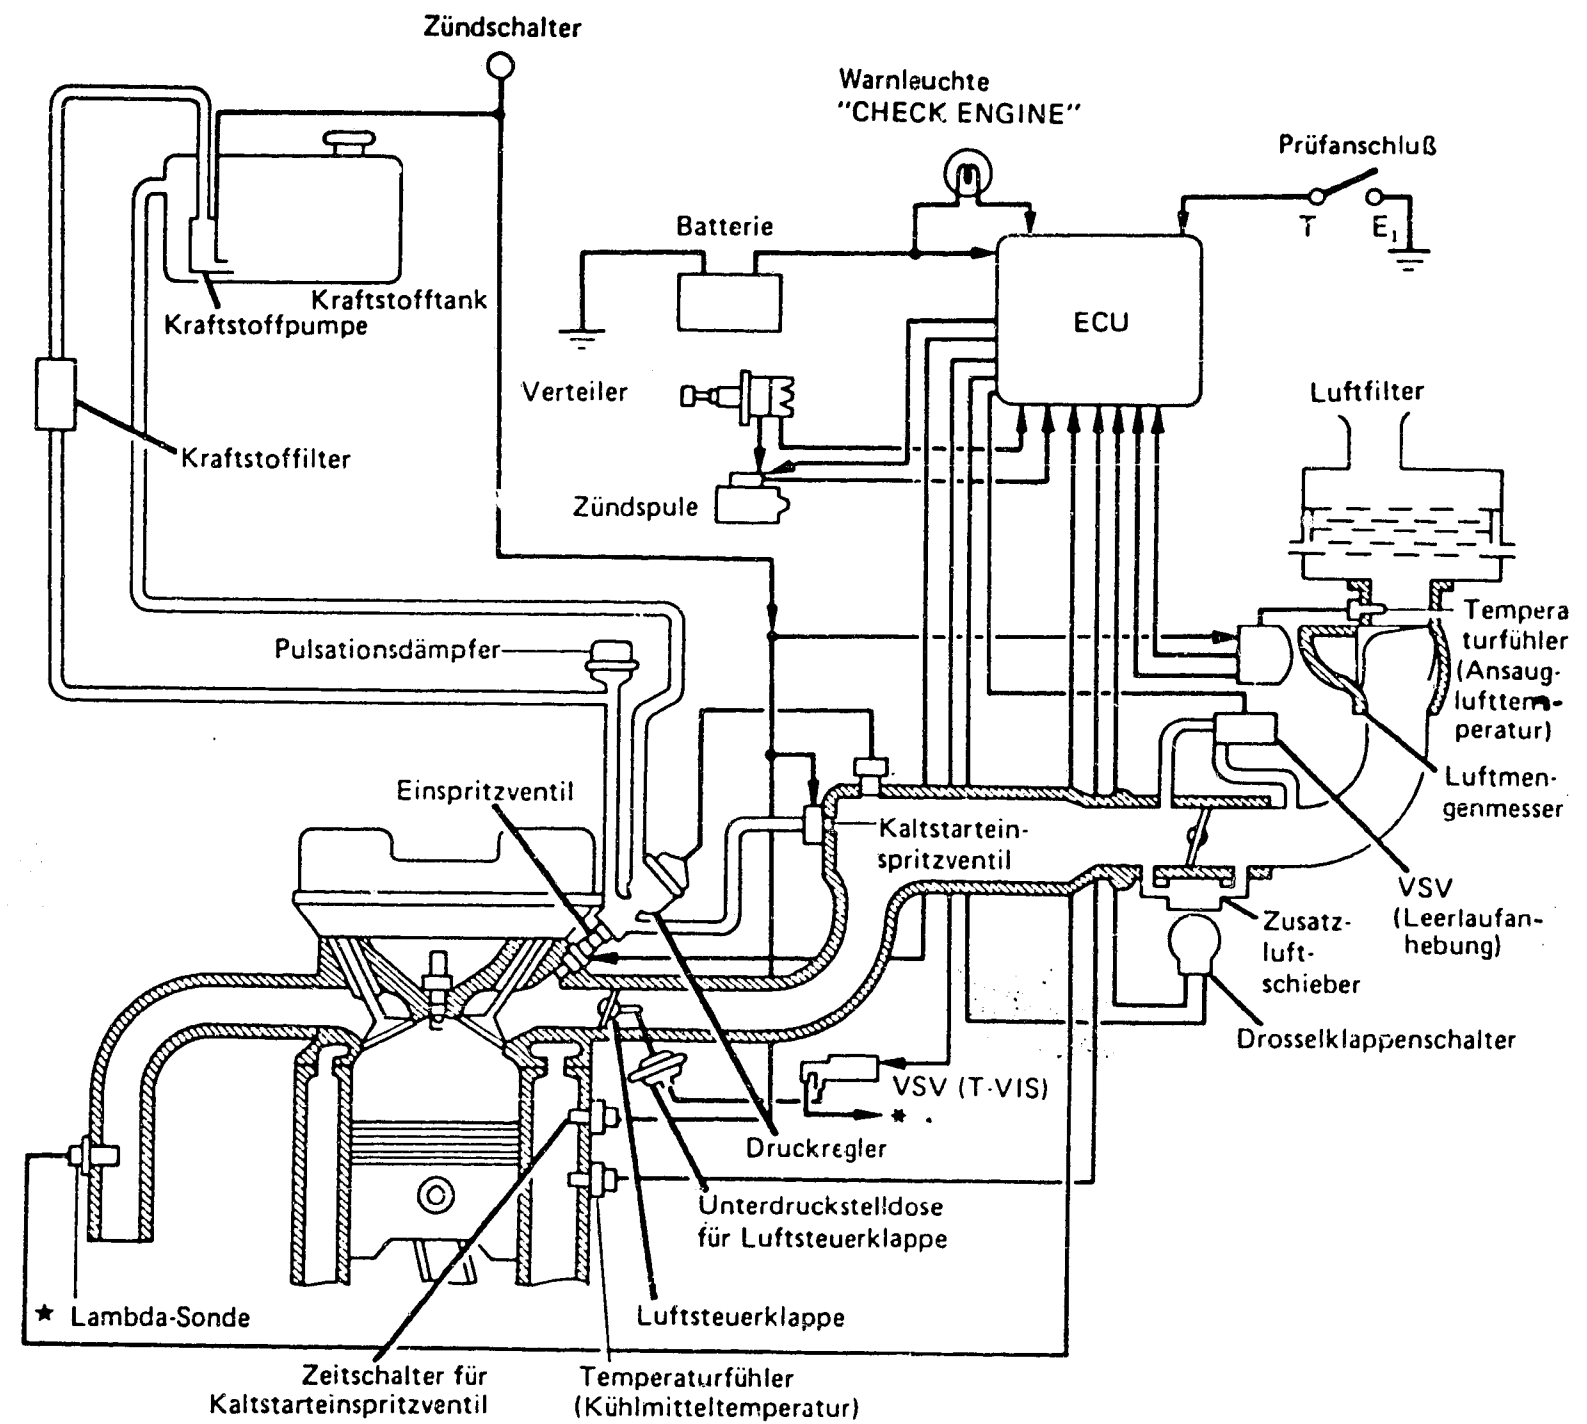 Zündschalter
Warnleuchte
"CHECK ENGINE"
Prüfanschluß
T
E1
Batterie
Kraftstofftank
Kraftstoffpumpe
ECU
Verteiler
Luftfilter
Kraftstoffilter
Zündspule
Tempera
turfühler
(Ansaug-
lufttem-
peratur)
Pulsationsdämpfer
Luftmen-
genmesser
Einspritzventil
Kaltstartein-
spritzventil
VSV
(Leerlaufan-
hebung)
Zusatz-
luft-
schieber
Drosselklappenschalter
VSV (T-VIS)
★
Druckregler
Unterdruckstelldose
für Luftsteuerklappe
★ Lambda-Sonde
Luftsteuerklappe
Zeitschalter für
Kaltstarteinspritzventil
Temperaturfühler
(Kühlmitteltemperatur)